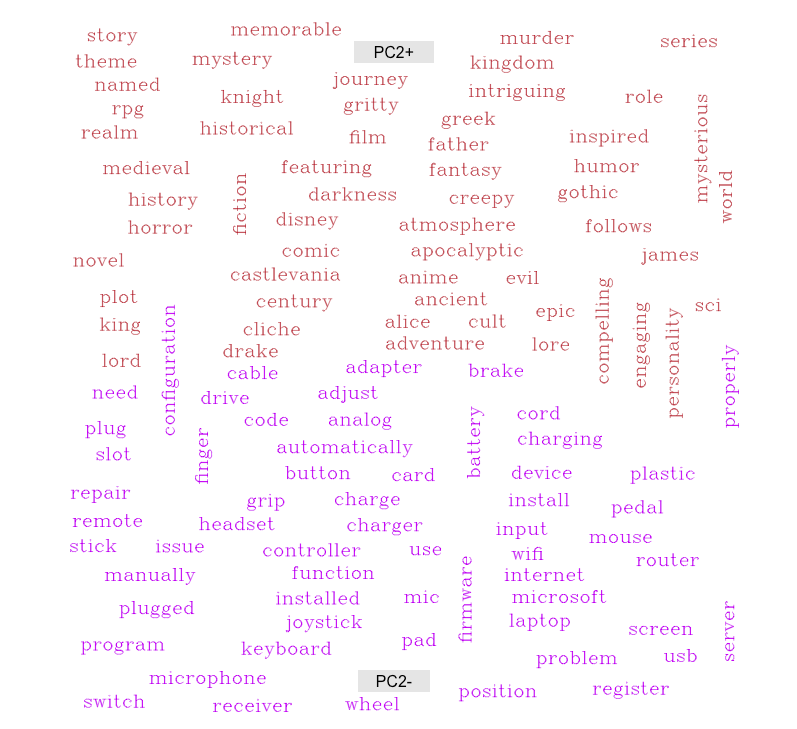 story memorable murder series
PC2+
theme mystery kingdom
named journey intriguing role
rpg knight gritty greek mysterious
realm historical film father inspired
medieval featuring fantasy humor
history fiction darkness creepy gothic world
horror disney atmosphere follows
novel comic apocalyptic james
castlevania anime evil
plot century ancient epic compelling sci
king cliche alice cult engaging personality
lord drake adventure lore
configuration cable adapter brake properly
need drive adjust
plug code analog cord
slot finger automatically battery charging
button card device plastic
repair grip charge install pedal
remote headset charger input mouse
stick issue controller use wifi router
manually function internet
plugged installed mic firmware microsoft
joystick laptop screen server
program keyboard pad problem usb
microphone PC2- position register
switch receiver wheel